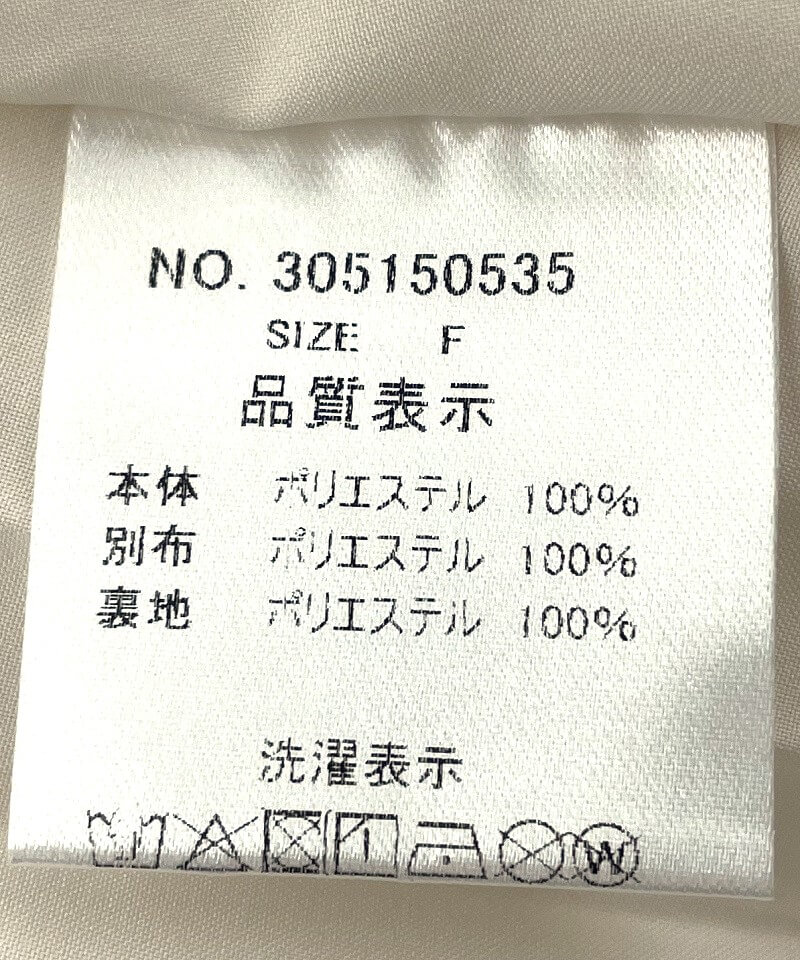 NO. 305150535
SIZE F
品質表示
本体 ポリエステル 100%
別布 ポリエステル 100%
裏地 ポリエステル 100%
洗濯表示
W